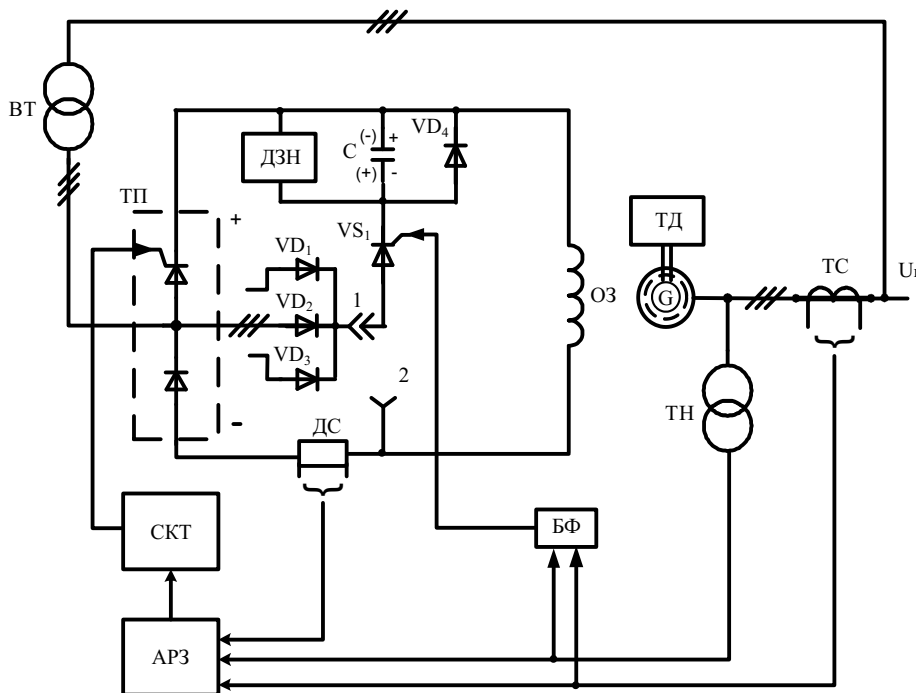 ВТ
(-) +
VD4
С
ДЗН
(+) -
ТП
+
VS1
ТД
VD1
ТС
G
Uг
ОЗ
VD2
1
VD3
2
ТН
-
ДС
СКТ
БФ
АРЗ